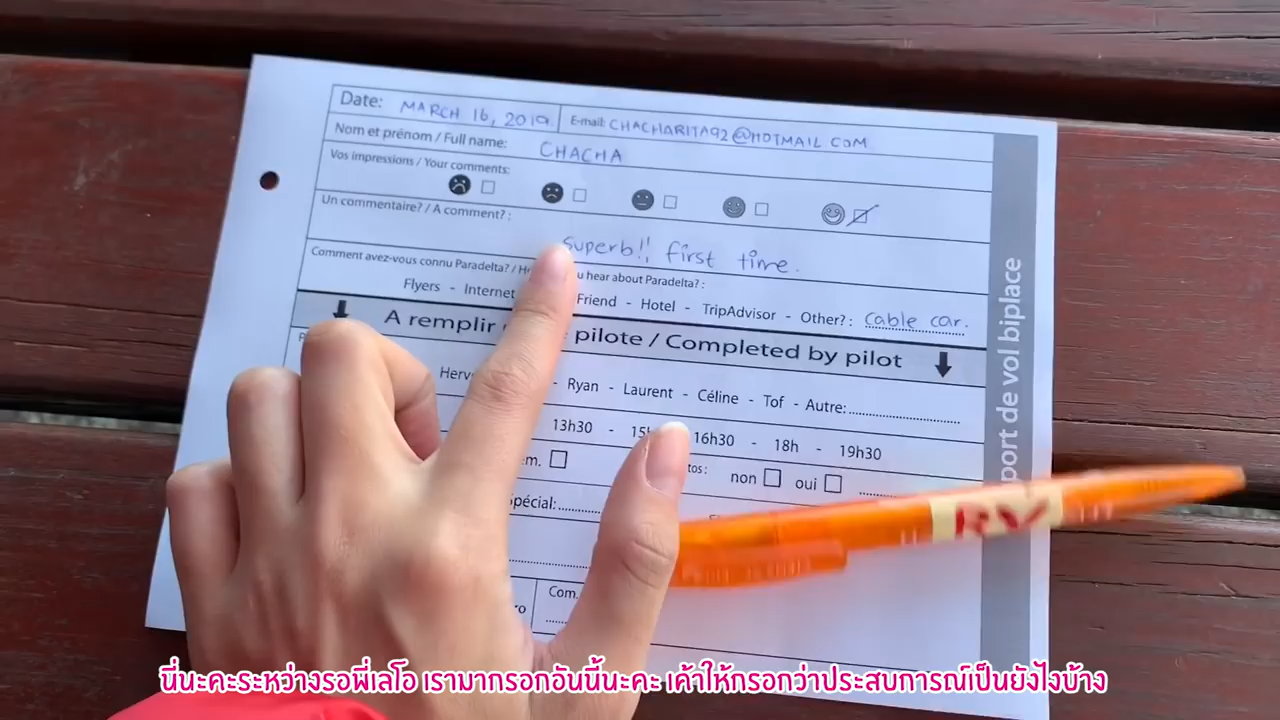 Date: MARCH 16, 2019 E-mail: CHACHARITA92@HOTMAIL.COM
Nom et prénom / Full name: CHACHA
Vos impressions / Your comments:
Un commentaire? / A comment? :
Superb!!, first time.
Comment avez-vous connu Paradelta? / hear about Paradelta? :
Flyers - Internet Friend - Hotel - TripAdvisor - Other? : cable car.
A remplir pilote / Completed by pilot
- Ryan - Laurent - Céline - Tof - Autre:
13h30 - 16h30 - 18h - 19h30
non oui
Spécial:
Com.
port de vol biplace
RV
นี่นะคะระหว่างรอพี่เลโอ เรามากรอกอันนี้นะคะ เค้าให้กรอกว่าประสบการณ์เป็นยังไงบ้าง